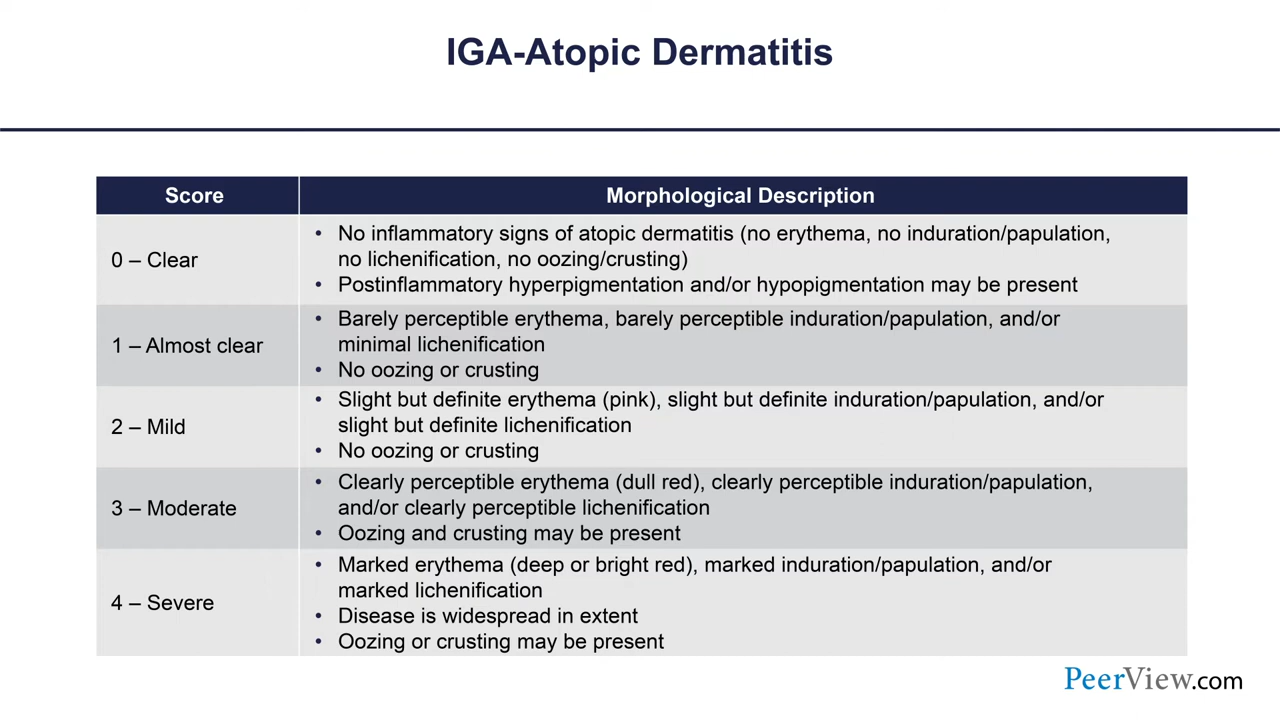 IGA-Atopic Dermatitis
Score
Morphological Description
0 – Clear
• No inflammatory signs of atopic dermatitis (no erythema, no induration/papulation,
no lichenification, no oozing/crusting)
• Postinflammatory hyperpigmentation and/or hypopigmentation may be present
1 – Almost clear
• Barely perceptible erythema, barely perceptible induration/papulation, and/or
minimal lichenification
• No oozing or crusting
2 – Mild
• Slight but definite erythema (pink), slight but definite induration/papulation, and/or
slight but definite lichenification
• No oozing or crusting
3 – Moderate
• Clearly perceptible erythema (dull red), clearly perceptible induration/papulation,
and/or clearly perceptible lichenification
• Oozing and crusting may be present
4 – Severe
• Marked erythema (deep or bright red), marked induration/papulation, and/or
marked lichenification
• Disease is widespread in extent
• Oozing or crusting may be present
PeerView.com